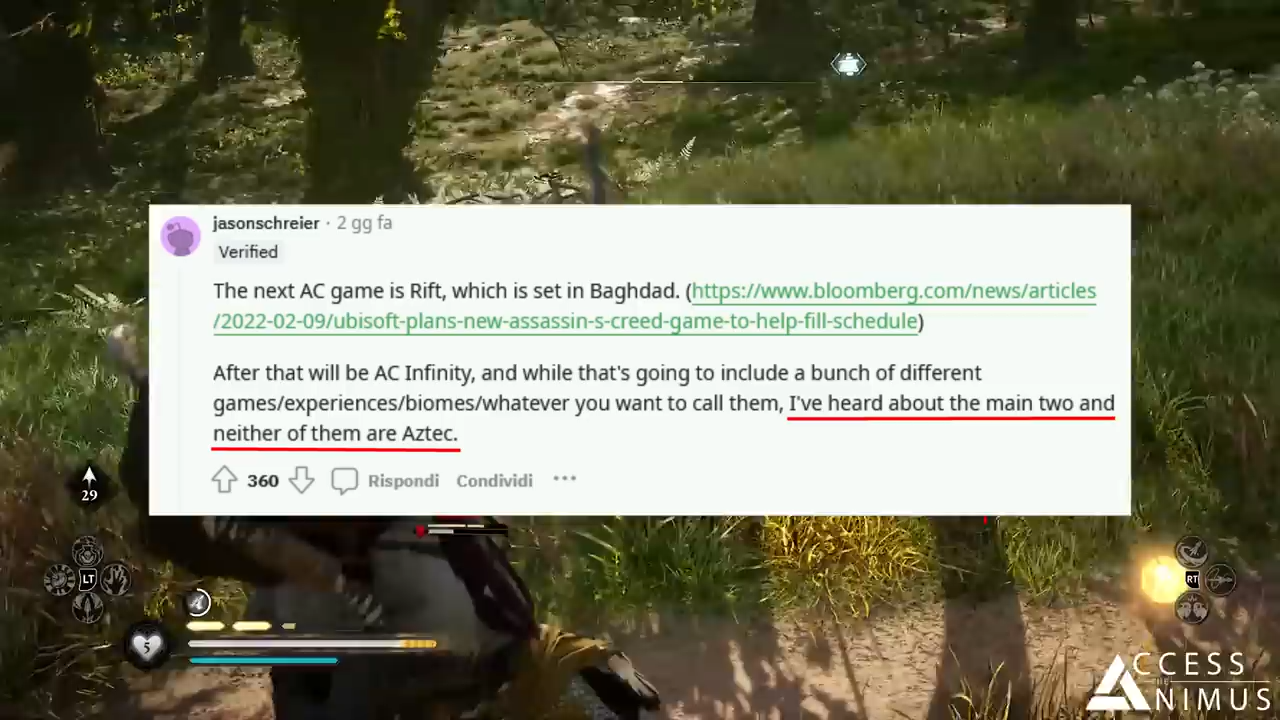 jasonschreier · 2 gg fa
Verified
The next AC game is Rift, which is set in Baghdad. (https://www.bloomberg.com/news/articles
/2022-02-09/ubisoft-plans-new-assassin-s-creed-game-to-help-fill-schedule)
After that will be AC Infinity, and while that's going to include a bunch of different
games/experiences/biomes/whatever you want to call them, I've heard about the main two and
neither of them are Aztec.
360 Rispondi Condividi ···
29
LT
RT
5
ACCESS
THE
ANIMUS